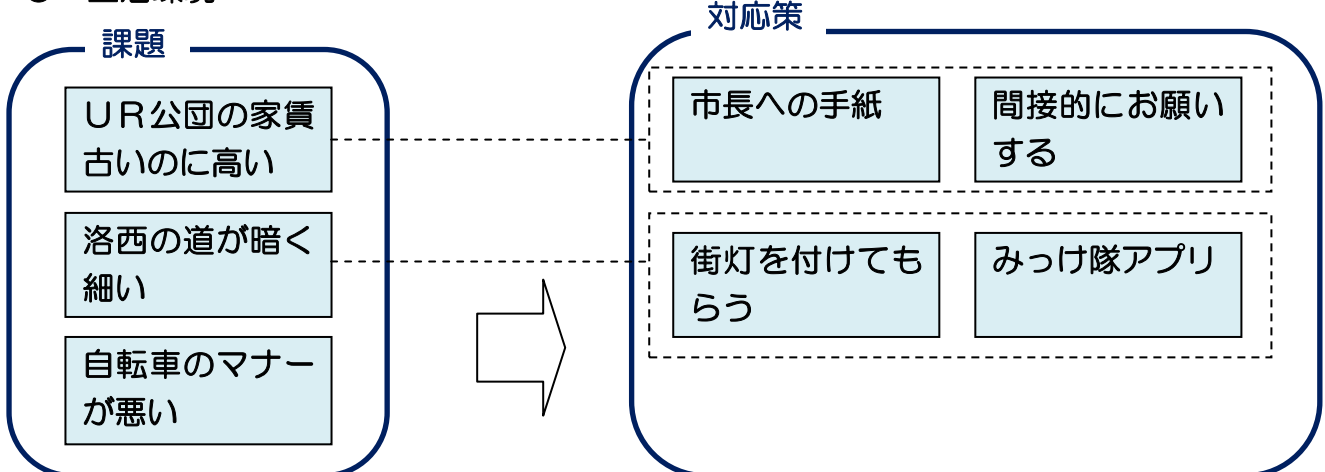 課題
対応策
UR公団の家賃
古いのに高い
洛西の道が暗く
細い
自転車のマナー
が悪い
市長への手紙
間接的にお願い
する
街灯を付けても
らう
みっけ隊アプリ